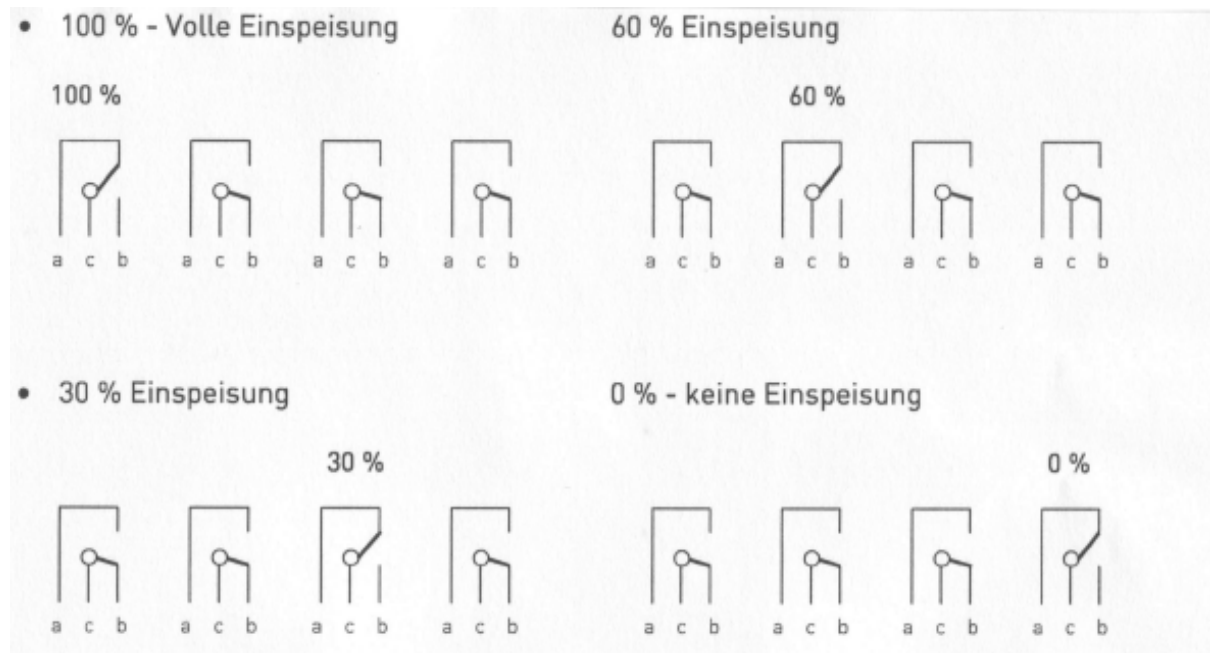 • 100 % - Volle Einspeisung
60 % Einspeisung
100 %
60 %
a c b a c b a c b a c b
a c b a c b a c b a c b
• 30 % Einspeisung
0 % - keine Einspeisung
30 %
0 %
a c b a c b a c b a c b
a c b a c b a c b a c b